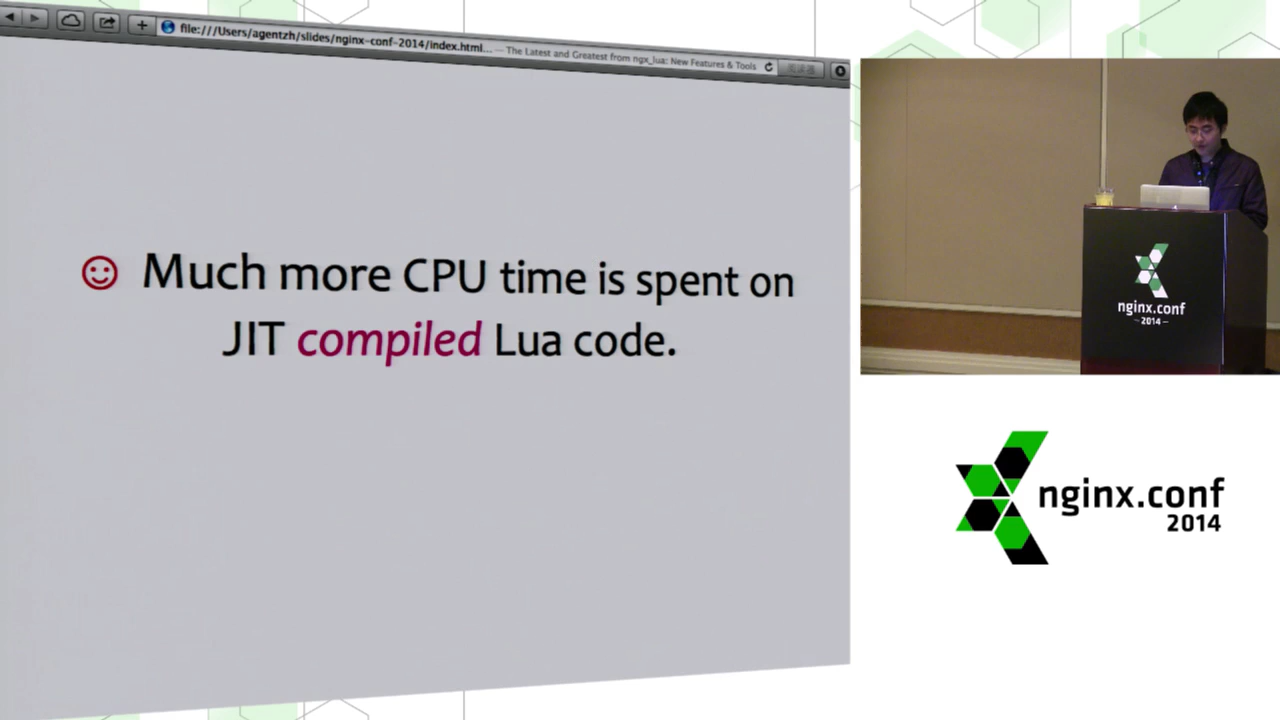 file:///Users/agentzh/slides/nginx-conf-2014/index.html... — The Latest and Greatest from ngx_lua: New Features & Tools
☺ Much more CPU time is spent on
JIT compiled Lua code.
nginx.conf
– 2014 –
nginx.conf
2014